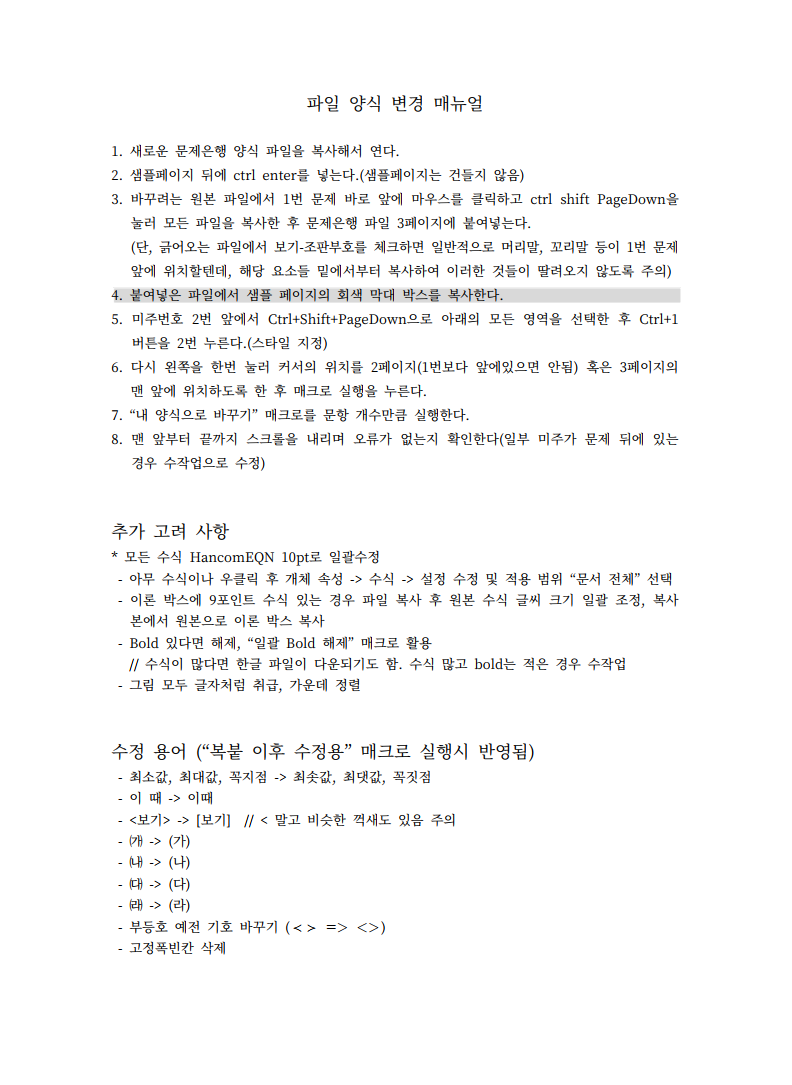 파일 양식 변경 매뉴얼
1. 새로운 문제은행 양식 파일을 복사해서 연다.
2. 샘플페이지 뒤에 ctrl enter를 넣는다.(샘플페이지는 건들지 않음)
3. 바꾸려는 원본 파일에서 1번 문제 바로 앞에 마우스를 클릭하고 ctrl shift PageDown을
눌러 모든 파일을 복사한 후 문제은행 파일 3페이지에 붙여넣는다.
(단, 긁어오는 파일에서 보기-조판부호를 체크하면 일반적으로 머리말, 꼬리말 등이 1번 문제
앞에 위치할텐데, 해당 요소들 밑에서부터 복사하여 이러한 것들이 딸려오지 않도록 주의)
4. 붙여넣은 파일에서 샘플 페이지의 회색 막대 박스를 복사한다.
5. 미주번호 2번 앞에서 Ctrl+Shift+PageDown으로 아래의 모든 영역을 선택한 후 Ctrl+1
버튼을 2번 누른다.(스타일 지정)
6. 다시 왼쪽을 한번 눌러 커서의 위치를 2페이지(1번보다 앞에있으면 안됨) 혹은 3페이지의
맨 앞에 위치하도록 한 후 매크로 실행을 누른다.
7. “내 양식으로 바꾸기” 매크로를 문항 개수만큼 실행한다.
8. 맨 앞부터 끝까지 스크롤을 내리며 오류가 없는지 확인한다(일부 미주가 문제 뒤에 있는
경우 수작업으로 수정)
추가 고려 사항
* 모든 수식 HancomEQN 10pt로 일괄수정
- 아무 수식이나 우클릭 후 개체 속성 -> 수식 -> 설정 수정 및 적용 범위 “문서 전체” 선택
- 이론 박스에 9포인트 수식 있는 경우 파일 복사 후 원본 수식 글씨 크기 일괄 조정, 복사
본에서 원본으로 이론 박스 복사
- Bold 있다면 해제, “일괄 Bold 해제” 매크로 활용
// 수식이 많다면 한글 파일이 다운되기도 함. 수식 많고 bold는 적은 경우 수작업
- 그림 모두 글자처럼 취급, 가운데 정렬
수정 용어 (“복붙 이후 수정용” 매크로 실행시 반영됨)
- 최소값, 최대값, 꼭지점 -> 최솟값, 최댓값, 꼭짓점
- 이 때 -> 이때
- <보기> -> [보기] // < 말고 비슷한 꺽새도 있음 주의
- ㈎ -> (가)
- ㈏ -> (나)
- ㈐ -> (다)
- ㈑ -> (라)
- 부등호 예전 기호 바꾸기 (≺≻ => <>)
- 고정폭빈칸 삭제